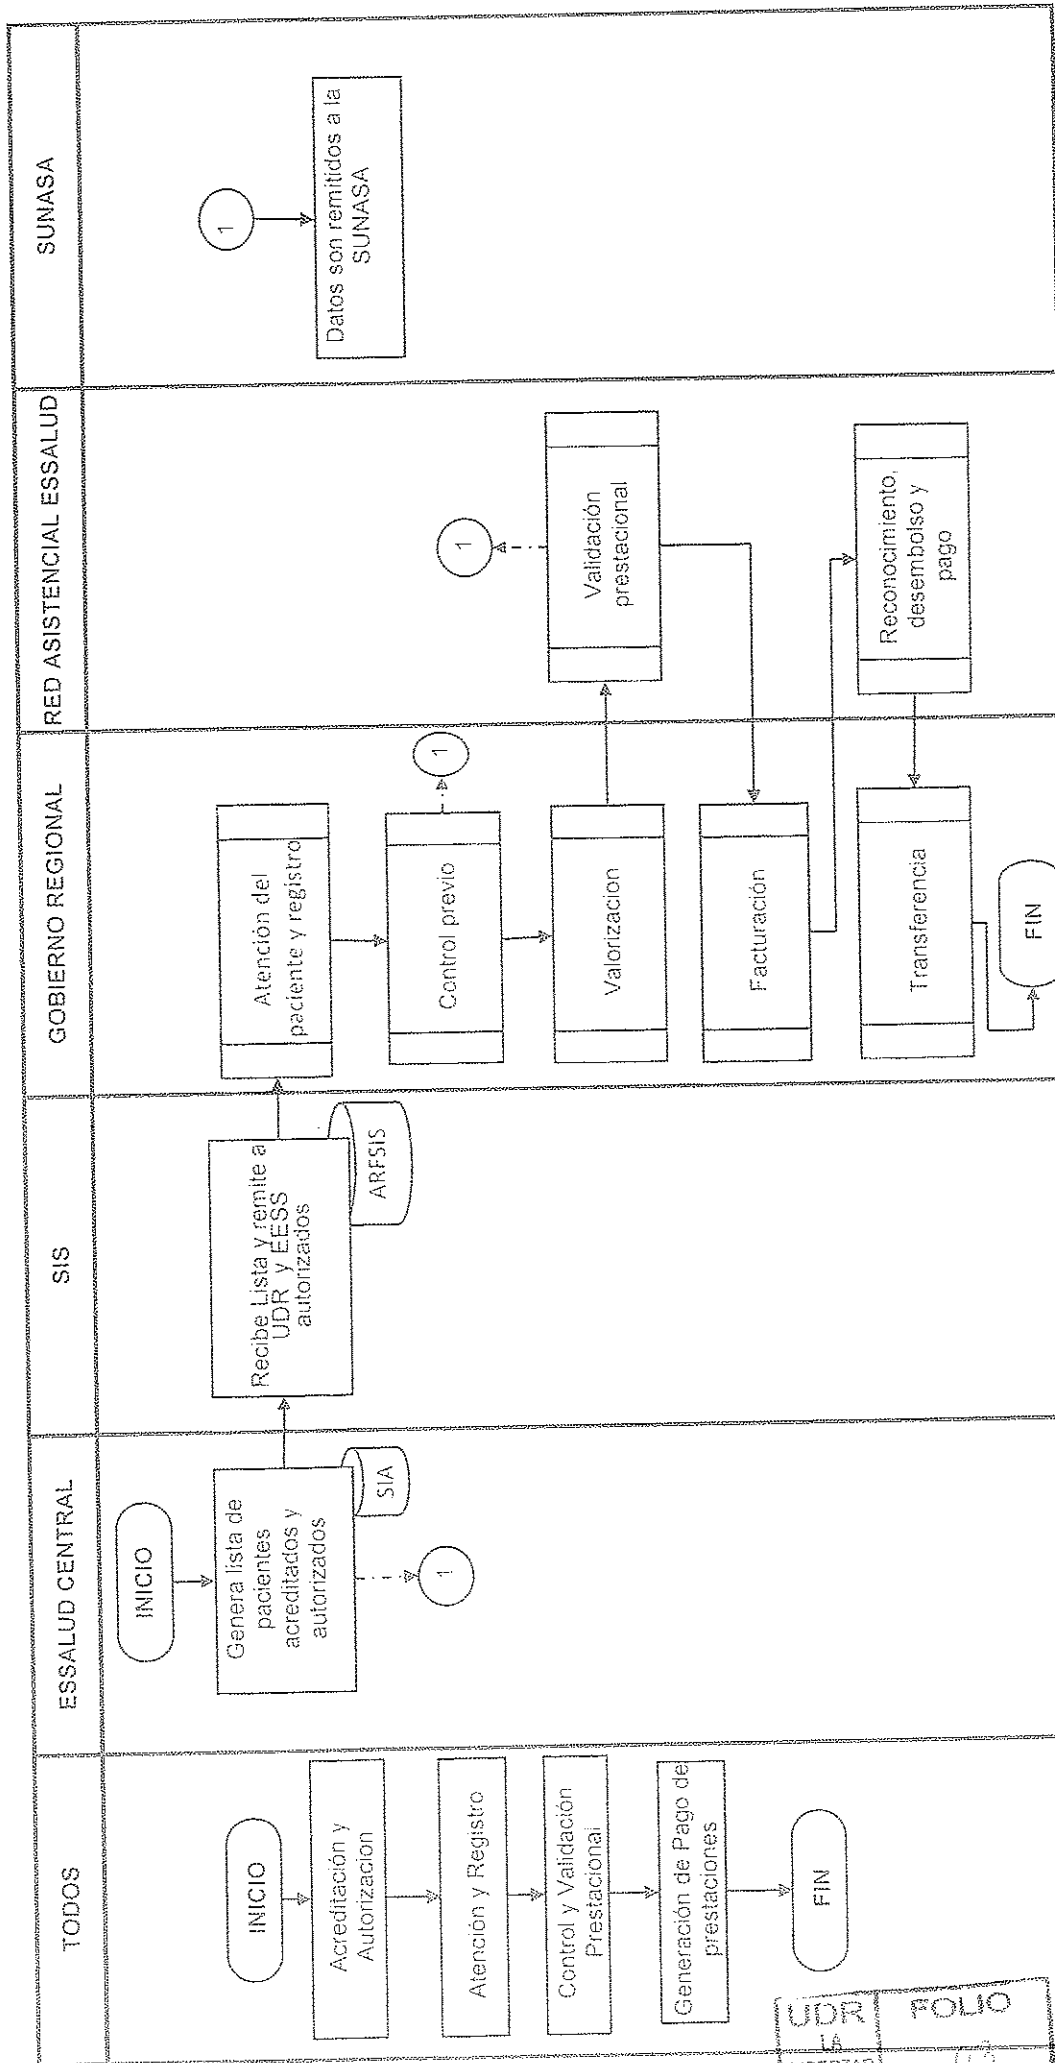 TODOS
ESSALUD CENTRAL
SIS
GOBIERNO REGIONAL
RED ASISTENCIAL ESSALUD
SUNASA
INICIO
Acreditación y
Autorizacion
Atención y Registro
Control y Validación
Prestacional
Generación de Pago de
prestaciones
FIN
INICIO
Genera lista de
pacientes
acreditados y
autorizados
SIA
1
Recibe Lista y remite a
UDR y EESS
autorizados
ARFSIS
Atención del
paciente y registro
Control previo
1
Valorizacion
Facturación
Transferencia
FIN
1
Validación
prestacional
Reconocimiento,
desembolso y
pago
1
Datos son remitidos a la
SUNASA
UDR
LA
FOLIO